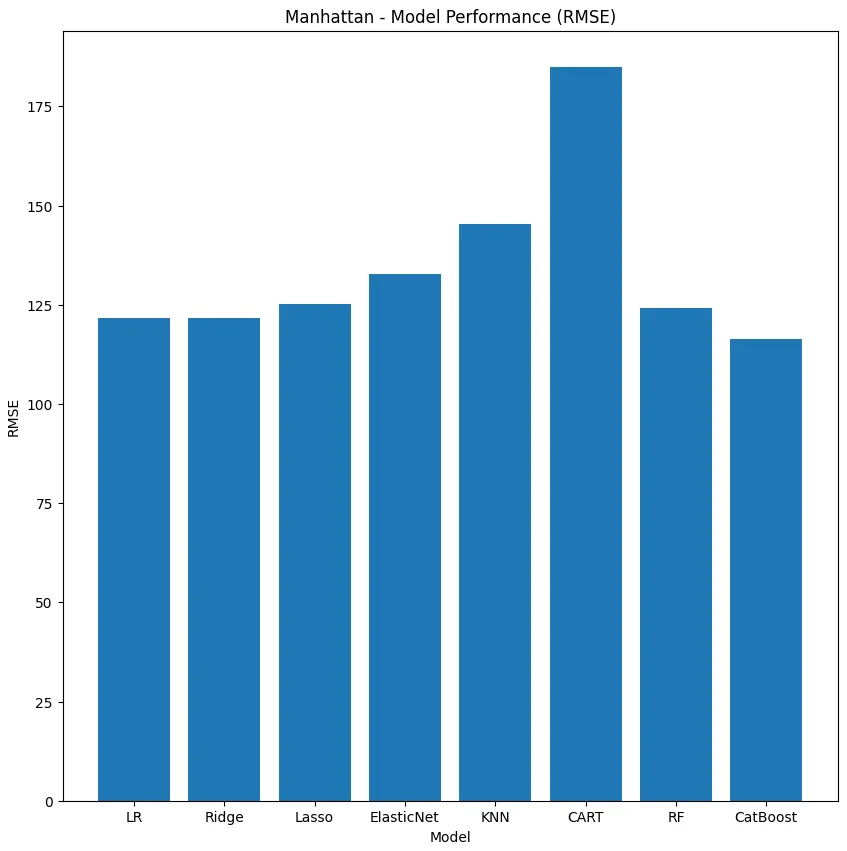 Manhattan - Model Performance (RMSE)
175
150
125
100
75
50
25
0
RMSE
LR Ridge Lasso ElasticNet KNN CART RF CatBoost
Model